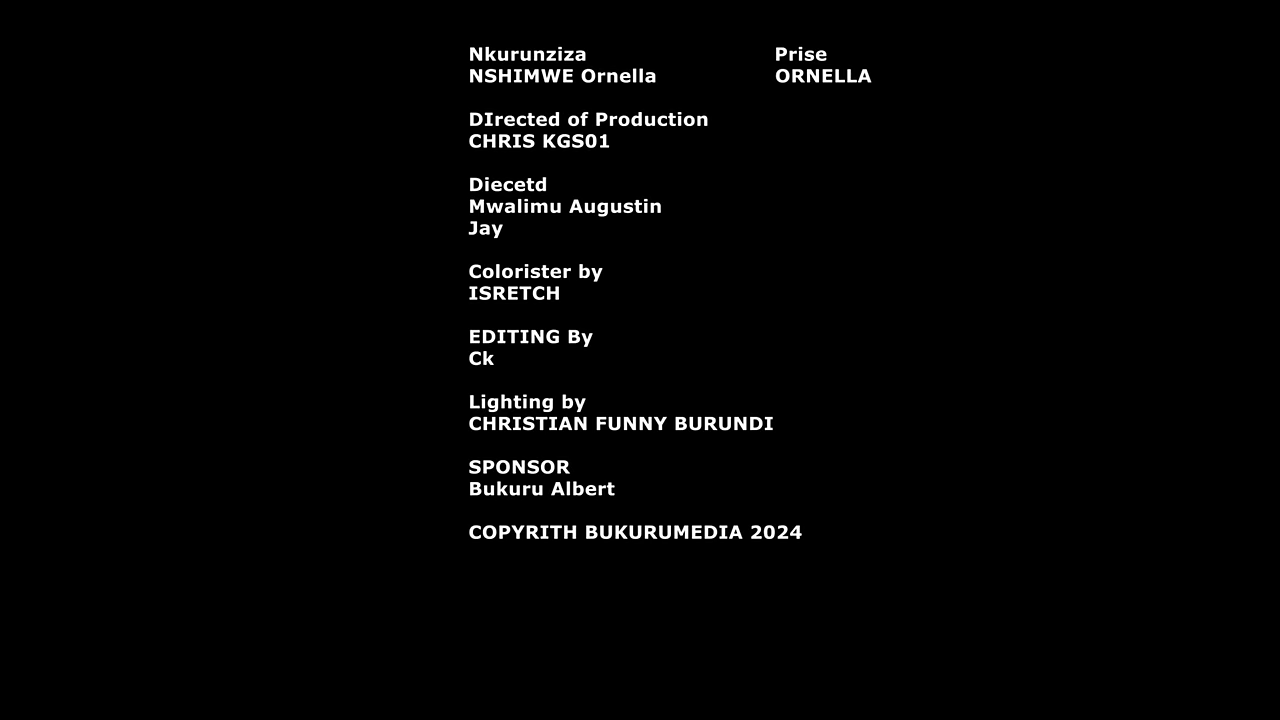 Nkurunziza Prise
NSHIMWE Ornella ORNELLA
DIrected of Production
CHRIS KGS01
Diecetd
Mwalimu Augustin
Jay
Colorister by
ISRETCH
EDITING By
Ck
Lighting by
CHRISTIAN FUNNY BURUNDI
SPONSOR
Bukuru Albert
COPYRITH BUKURUMEDIA 2024